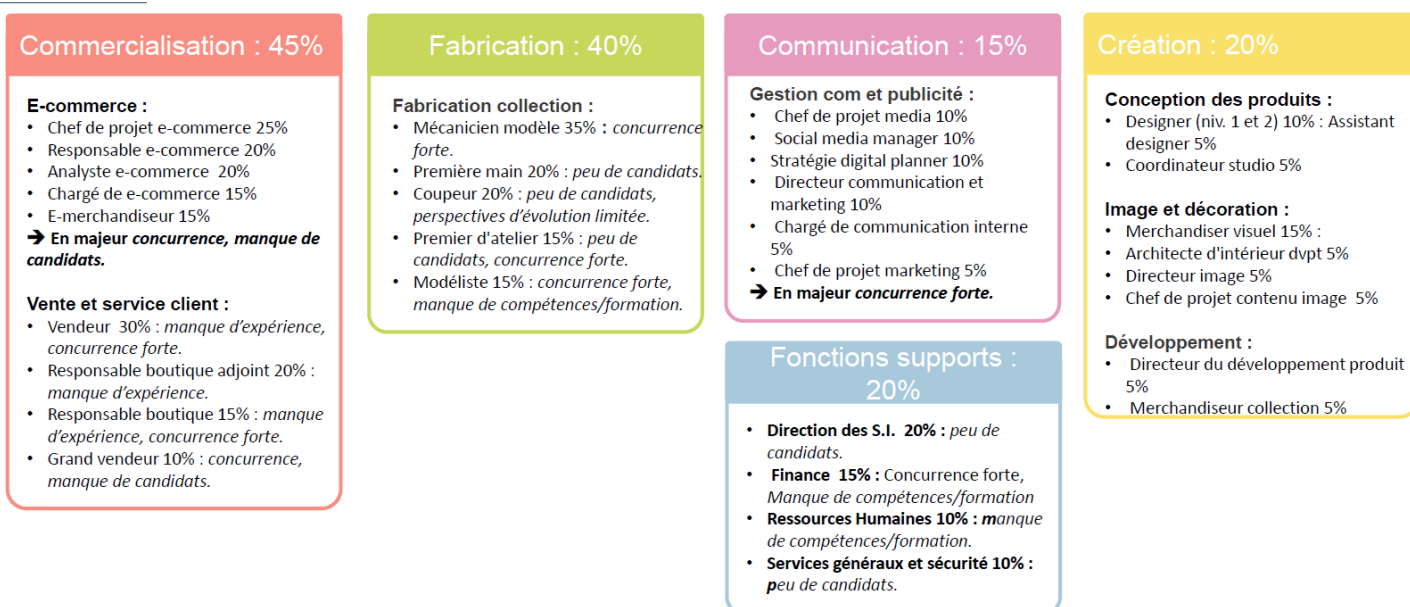 Commercialisation : 45%
E-commerce :
• Chef de projet e-commerce 25%
• Responsable e-commerce 20%
• Analyste e-commerce 20%
• Chargé de e-commerce 15%
• E-merchandiseur 15%
➔ En majeur concurrence, manque de
candidats.
Vente et service client :
• Vendeur 30% : manque d’expérience,
concurrence forte.
• Responsable boutique adjoint 20% :
manque d’expérience.
• Responsable boutique 15% : manque
d’expérience, concurrence forte.
• Grand vendeur 10% : concurrence,
manque de candidats.
Fabrication : 40%
Fabrication collection :
• Mécanicien modèle 35% : concurrence
forte.
• Première main 20% : peu de candidats.
• Coupeur 20% : peu de candidats,
perspectives d’évolution limitée.
• Premier d'atelier 15% : peu de
candidats, concurrence forte.
• Modéliste 15% : concurrence forte,
manque de compétences/formation.
Communication : 15%
Gestion com et publicité :
• Chef de projet media 10%
• Social media manager 10%
• Stratégie digital planner 10%
• Directeur communication et
marketing 10%
• Chargé de communication interne
5%
• Chef de projet marketing 5%
➔ En majeur concurrence forte.
Fonctions supports :
20%
• Direction des S.I. 20% : peu de
candidats.
• Finance 15% : Concurrence forte,
Manque de compétences/formation
• Ressources Humaines 10% : manque
de compétences/formation.
• Services généraux et sécurité 10% :
peu de candidats.
Création : 20%
Conception des produits :
• Designer (niv. 1 et 2) 10% : Assistant
designer 5%
• Coordinateur studio 5%
Image et décoration :
• Merchandiser visuel 15% :
• Architecte d'intérieur dvpt 5%
• Directeur image 5%
• Chef de projet contenu image 5%
Développement :
• Directeur du développement produit
5%
• Merchandiseur collection 5%